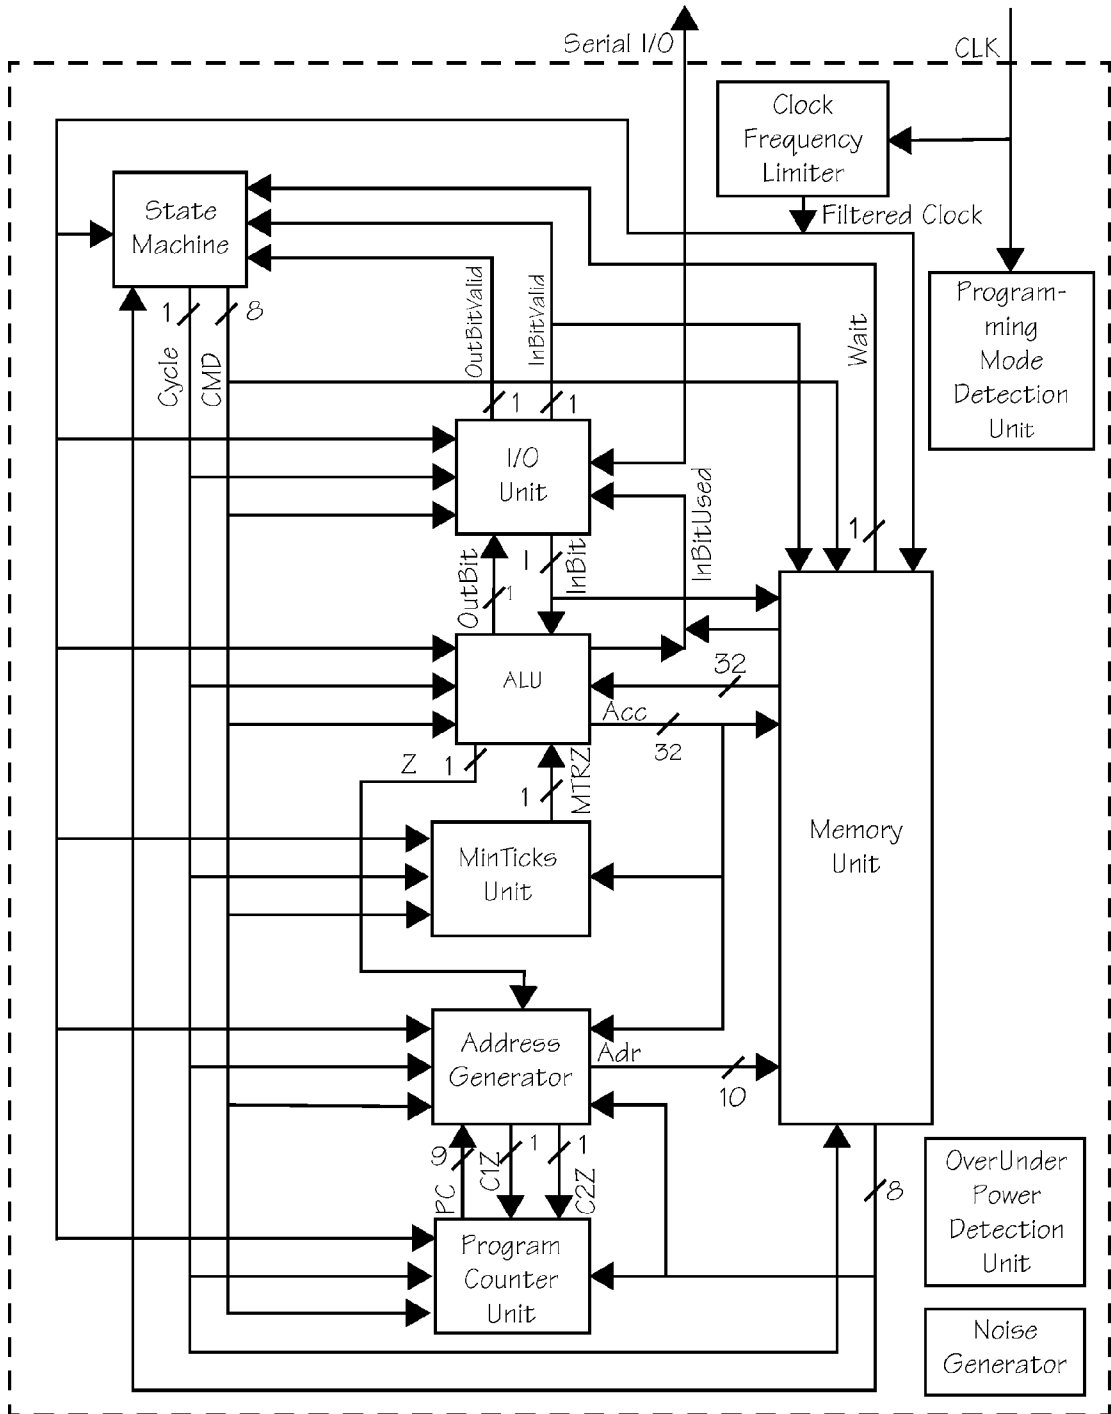 Serial I/O
CLK
Clock
Frequency
Limiter
State
Machine
Filtered Clock
Program-
ming
Mode
Detection
Unit
1
8
Cycle
CMD
OutBitValid
InBitValid
Wait
1
1
I/O
Unit
InBitUsed
1
OutBit
1
1
InBit
ALU
32
Acc
32
Z
1
1
MTRZ
MinTicks
Unit
Memory
Unit
Address
Generator
Adr
10
9
PC
C1Z
1
1
C2Z
8
OverUnder
Power
Detection
Unit
Program
Counter
Unit
Noise
Generator